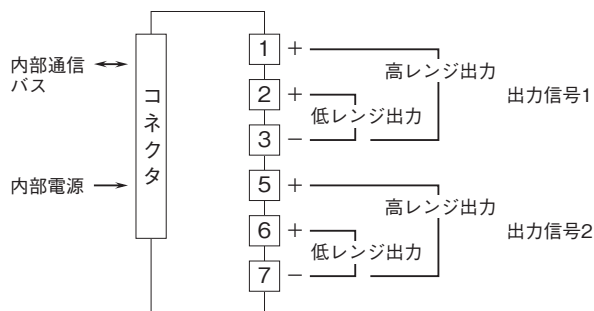 内部通信
バス
内部電源
コネクタ
1 +
高レンジ出力
2 +
低レンジ出力
3 −
出力信号1
5 +
高レンジ出力
6 +
低レンジ出力
7 −
出力信号2